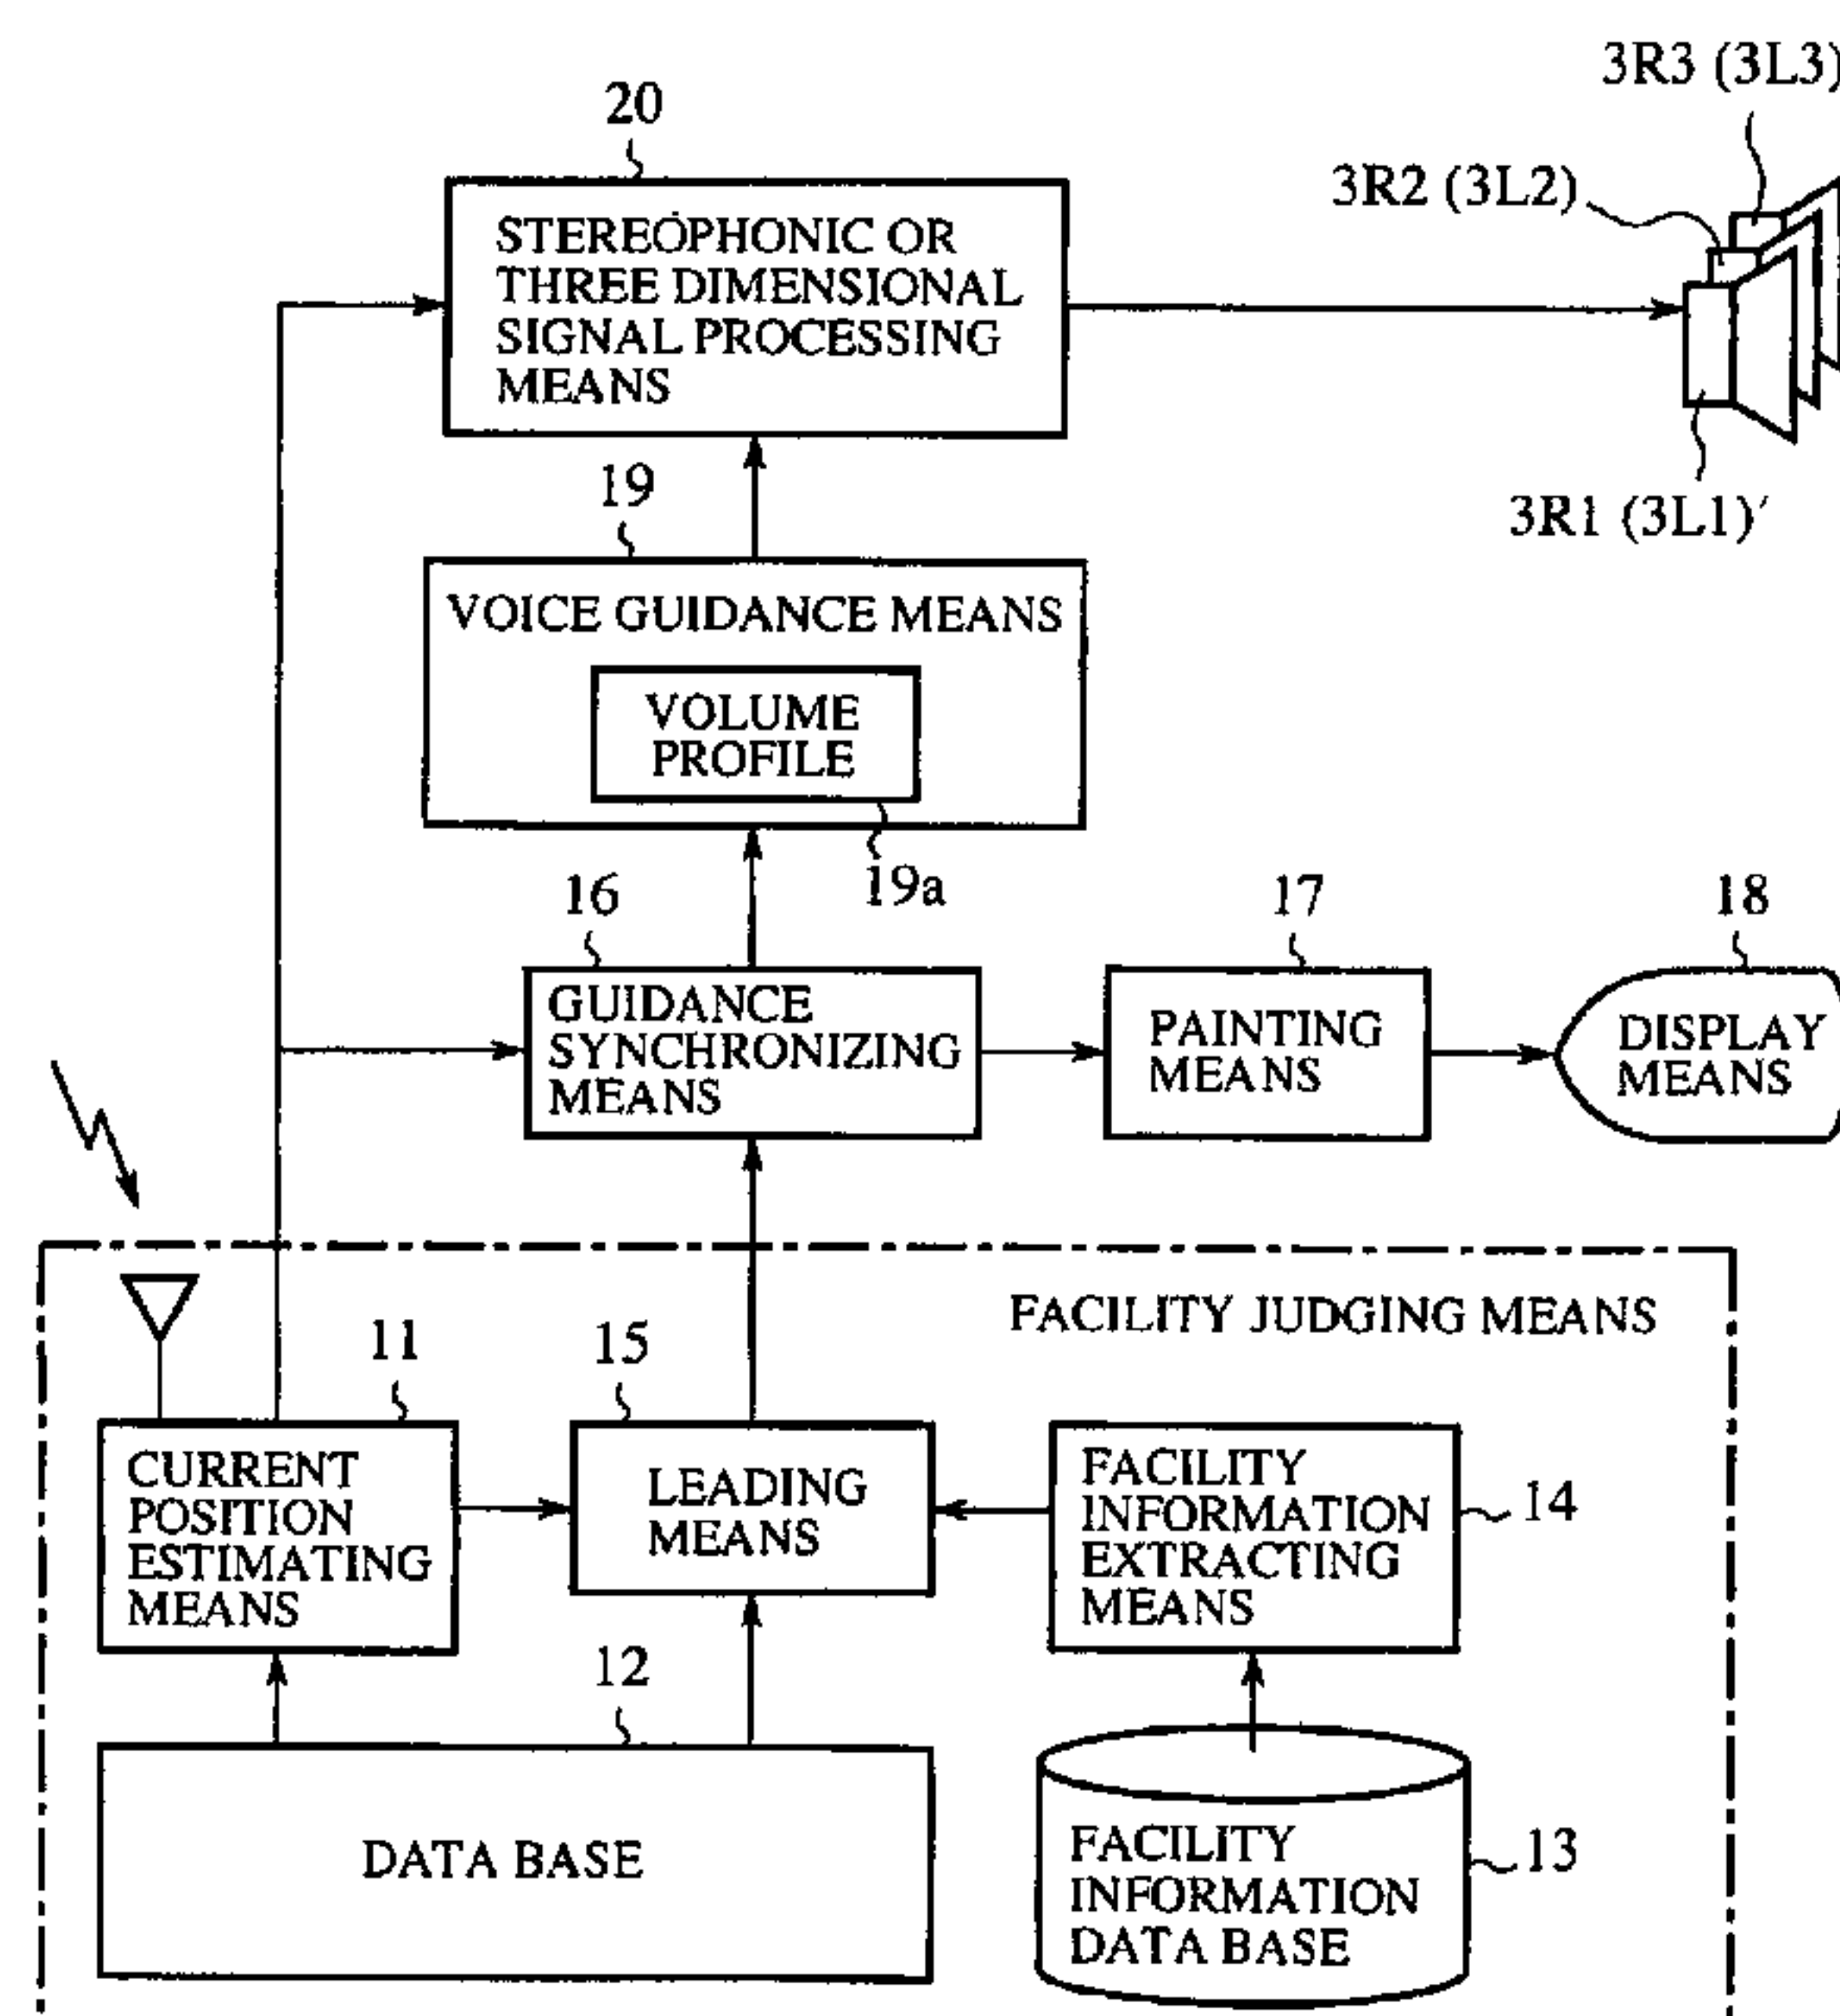 3R3 (3L3)
20
3R2 (3L2)
STEREOPHONIC OR
THREE DIMENSIONAL
SIGNAL PROCESSING
MEANS
19
3R1 (3L1)
VOICE GUIDANCE MEANS
VOLUME
PROFILE
19a
16
17
18
GUIDANCE
SYNCHRONIZING
MEANS
PAINTING
MEANS
DISPLAY
MEANS
FACILITY JUDGING MEANS
11
15
CURRENT
POSITION
ESTIMATING
MEANS
LEADING
MEANS
FACILITY
INFORMATION
EXTRACTING
MEANS
14
12
DATA BASE
FACILITY
INFORMATION
DATA BASE
13